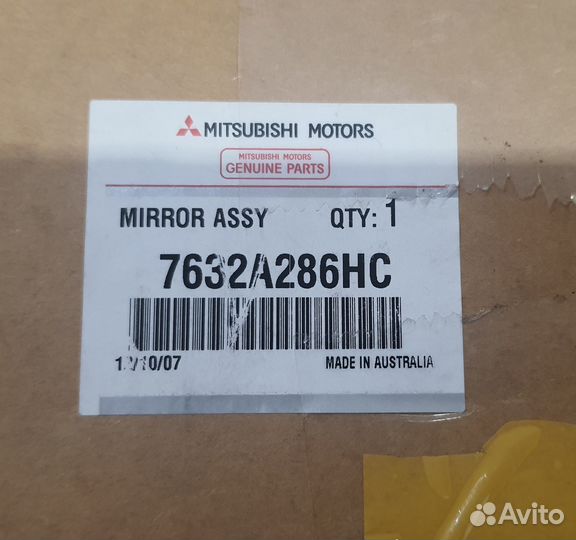 MITSUBISHI MOTORS
MITSUBISHI MOTORS
GENUINE PARTS
MIRROR ASSY QTY: 1
7632A286HC
MADE IN AUSTRALIA
Avito